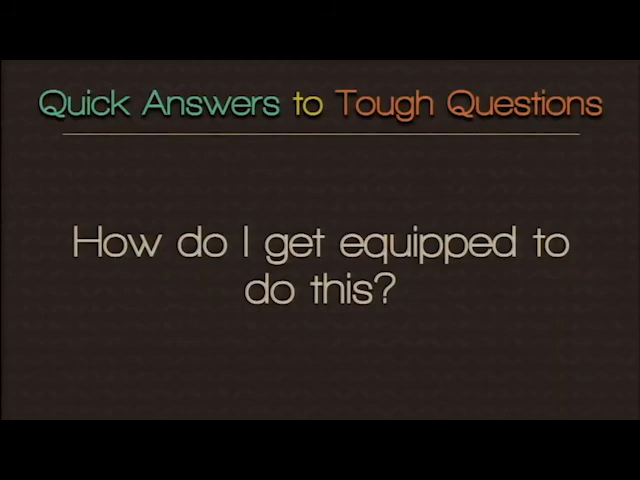 Quick Answers to Tough Questions
How do I get equipped to
do this?